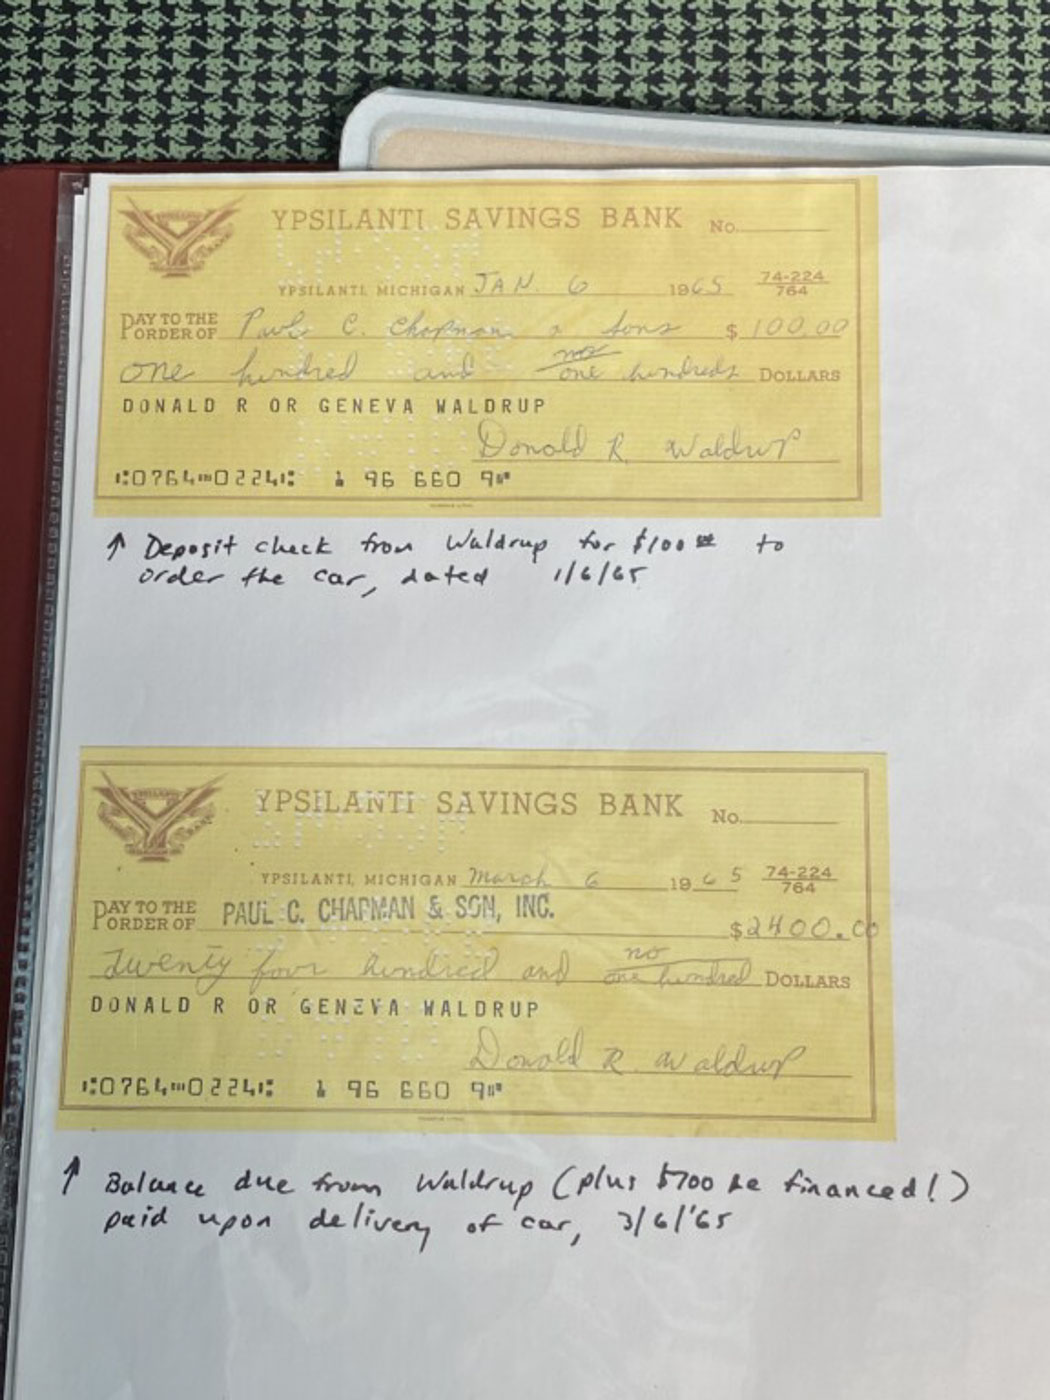 YPSILANTI SAVINGS BANK No.
YPSILANTI, MICHIGAN JAN. 6 1965 74-224
764
PAY TO THE
ORDER OF Paul C. Chapman & sons $ 100.00
no
one hundred and one hundreds DOLLARS
DONALD R OR GENEVA WALDRUP
Donald R. Waldrup
⑆0764⑉0224⑆ 1 96 660 9⑈
↑ Deposit check from Waldrup for $100 00 to
order the car, dated 1/6/65
YPSILANTI SAVINGS BANK No.
YPSILANTI, MICHIGAN March 6 1965 74-224
764
PAY TO THE
ORDER OF PAUL C. CHAPMAN & SON, INC.
$2400.00
no
Twenty four hundred and one hundred DOLLARS
DONALD R OR GENEVA WALDRUP
Donald R. Waldrup
⑆0764⑉0224⑆ 1 96 660 9⑈
↑ Balance due from Waldrup (plus $700 he financed!)
paid upon delivery of car, 3/6/'65